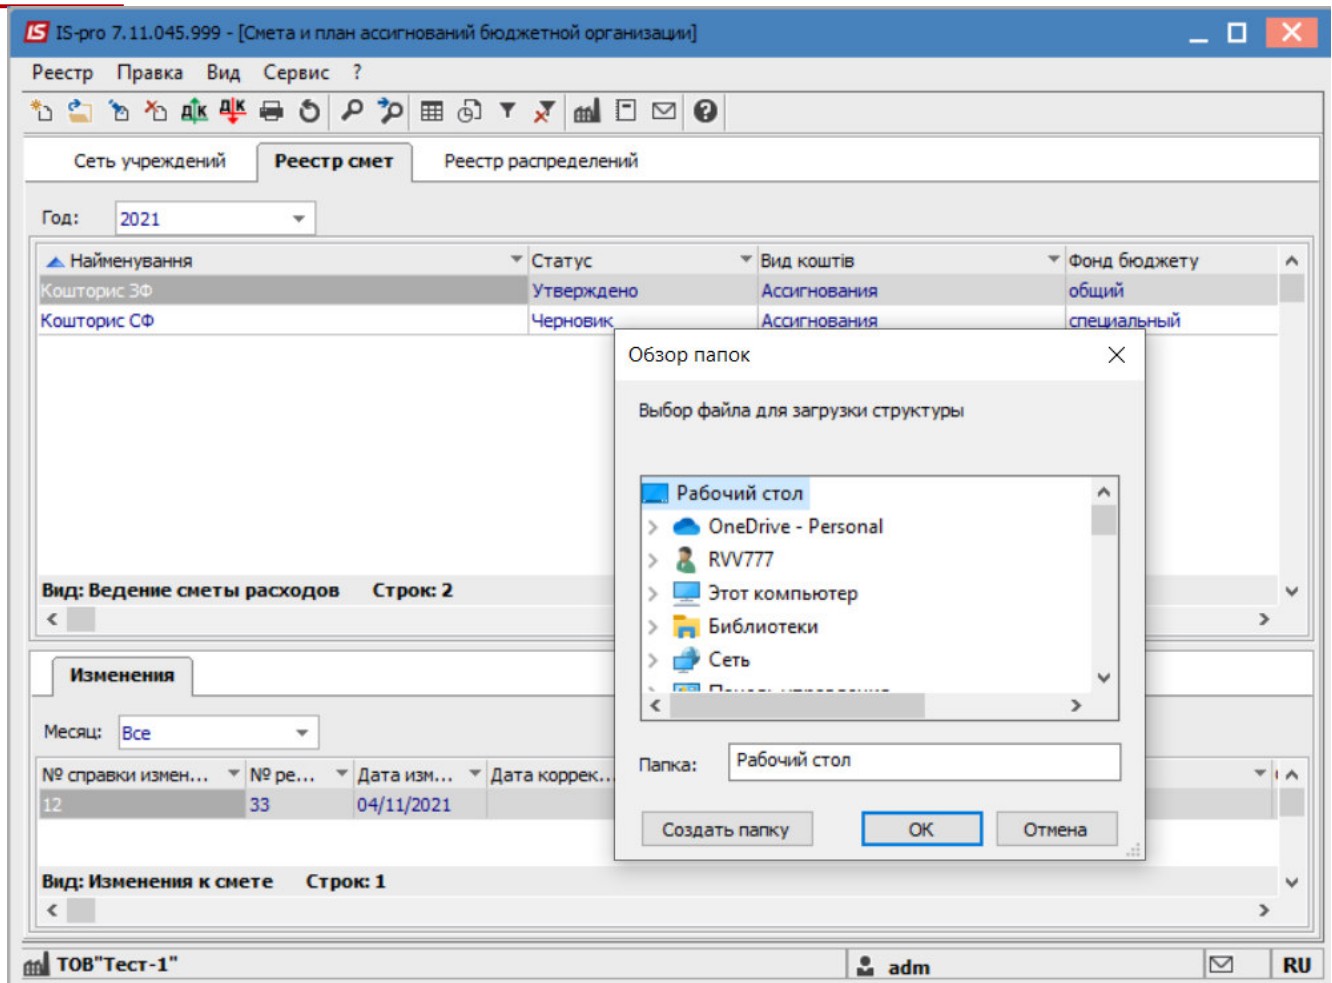 IS-pro 7.11.045.999 - [Смета и план ассигнований бюджетной организации]
Реестр Правка Вид Сервис ?
Сеть учреждений Реестр смет Реестр распределений
Год: 2021
Найменування Статус Вид коштів Фонд бюджету
Кошторис ЗФ Утверждено Ассигнования общий
Кошторис СФ Черновик Ассигнования специальный
Вид: Ведение сметы расходов Строк: 2
Изменения
Месяц: Все
№ справки измен... № ре... Дата изм... Дата коррек...
12 33 04/11/2021
Вид: Изменения к смете Строк: 1
Обзор папок
Выбор файла для загрузки структуры
Рабочий стол
OneDrive - Personal
RVV777
Этот компьютер
Библиотеки
Сеть
Папка: Рабочий стол
Создать папку OK Отмена
ТОВ"Тест-1" adm RU